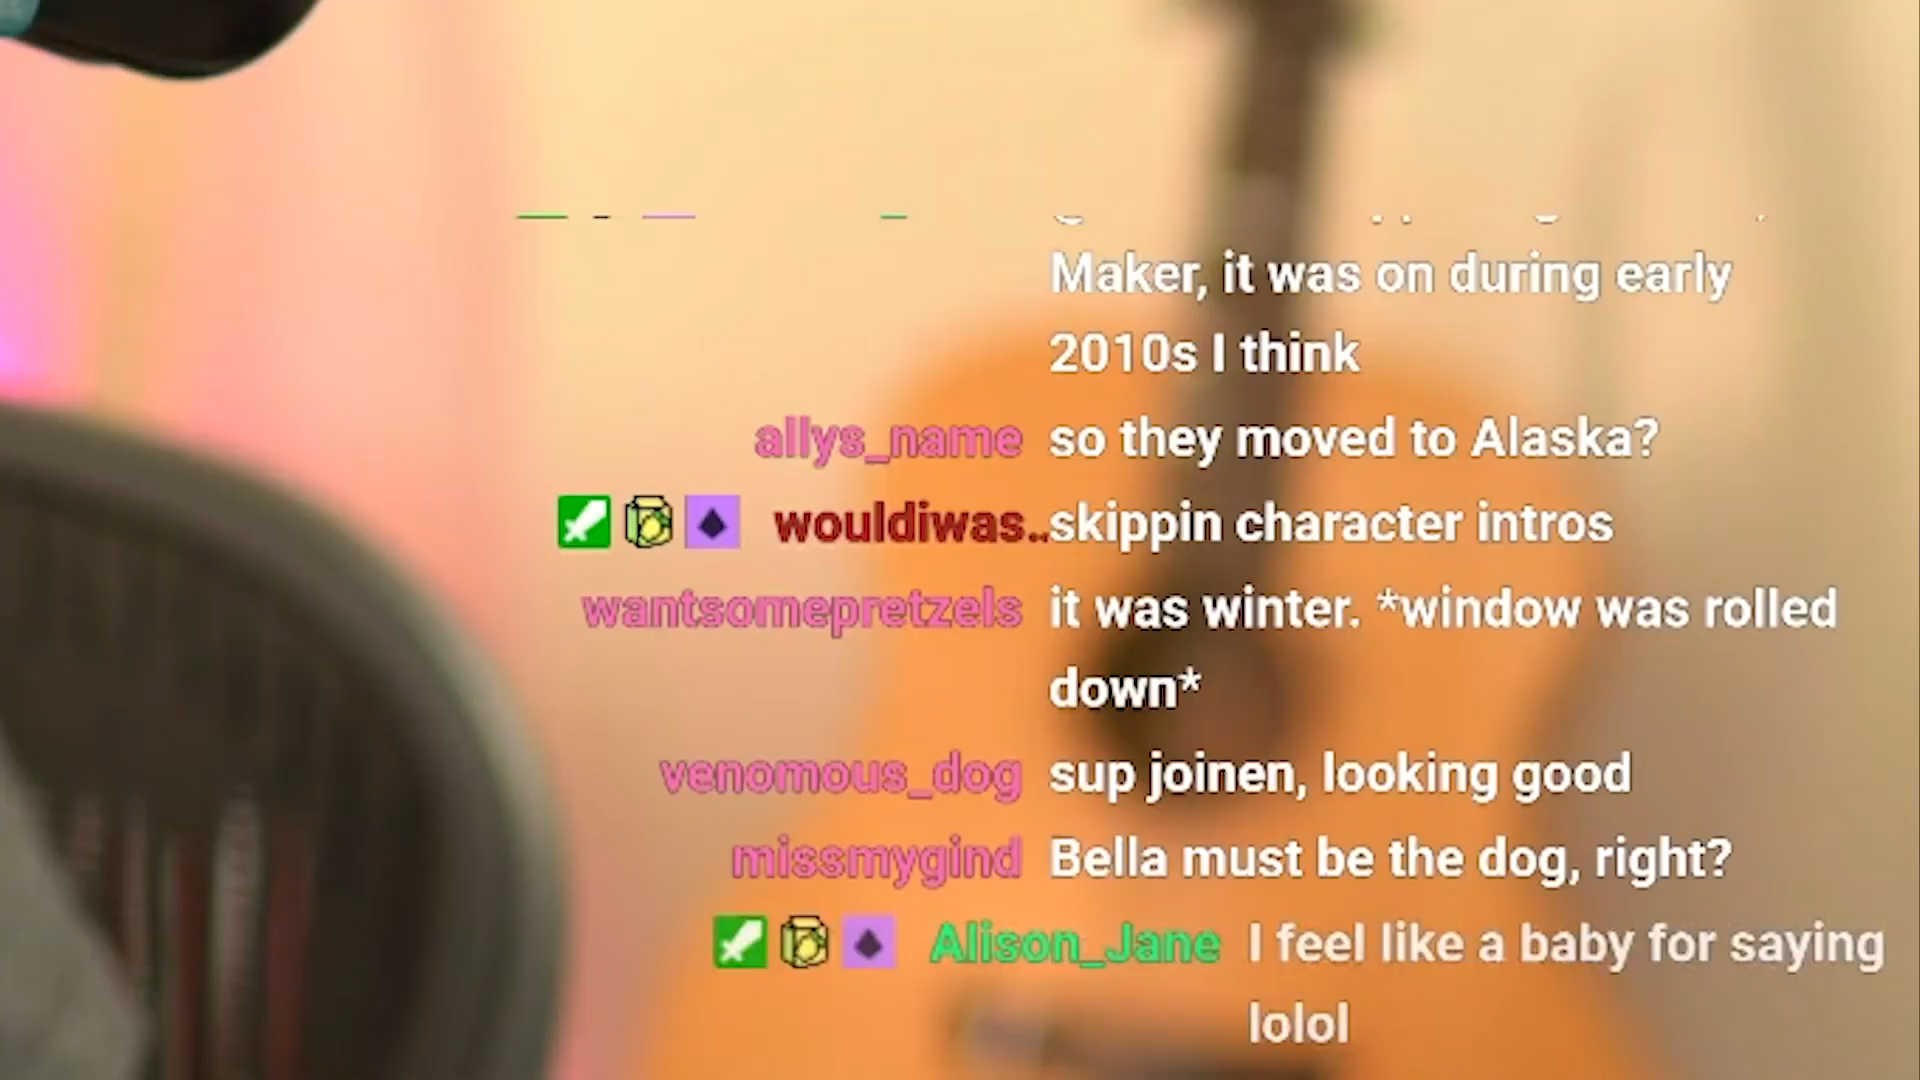 Maker, it was on during early
2010s I think
allys_name so they moved to Alaska?
wouldiwas.. skippin character intros
wantsomepretzels it was winter. *window was rolled
down*
venomous_dog sup joinen, looking good
missmygind Bella must be the dog, right?
Alison_Jane I feel like a baby for saying
lolol